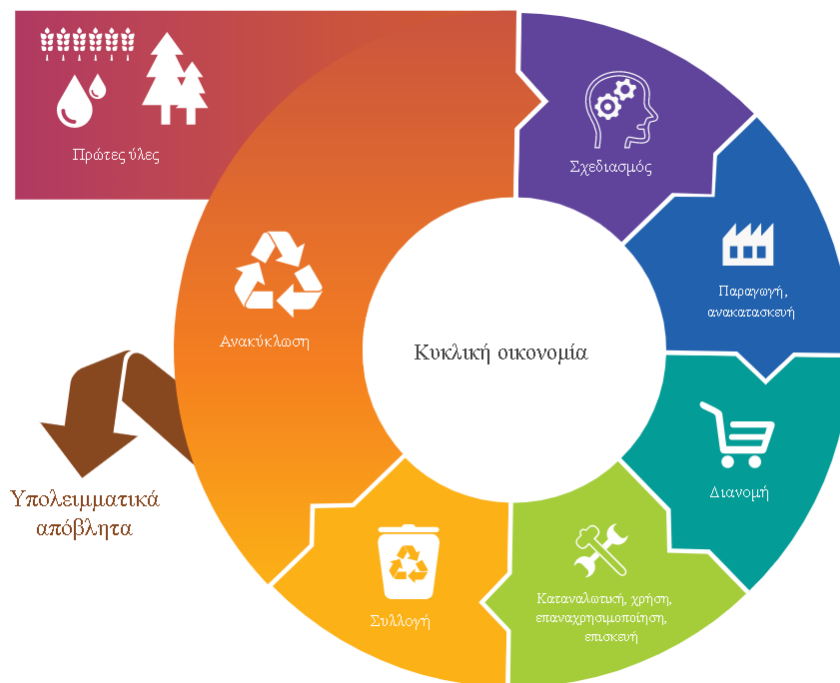 Πρώτες ύλες
Σχεδιασμός
Παραγωγή,
ανακατασκευή
Ανακύκλωση
Κυκλική οικονομία
Διανομή
Υπολειμματικά
απόβλητα
Καταναλωτική, χρήση,
επαναχρησιμοποίηση,
επισκευή
Συλλογή